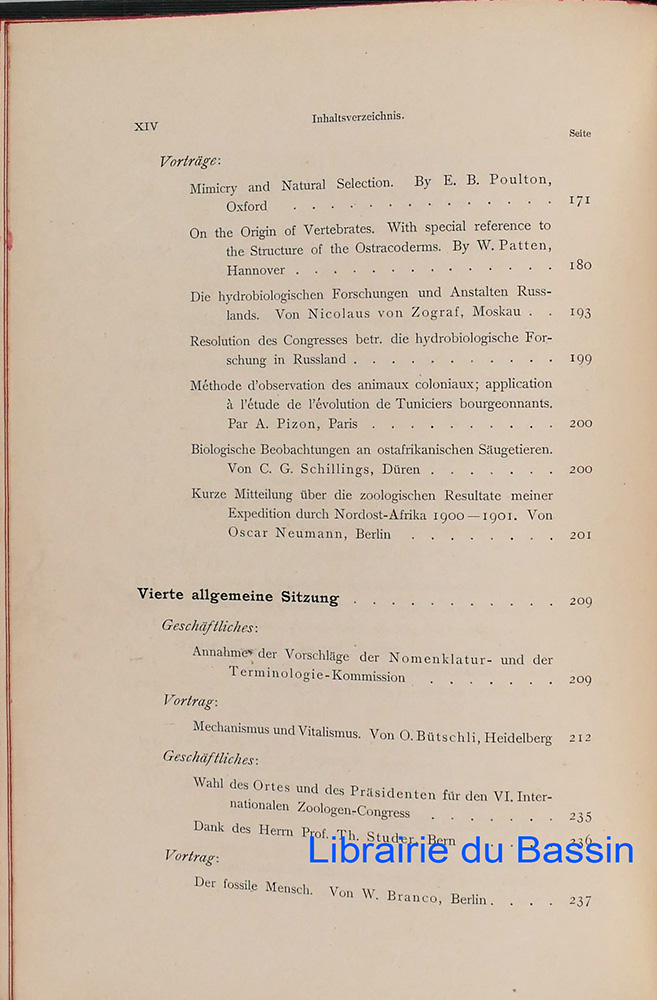 XIV
Inhaltsverzeichnis.
Seite
Vorträge:
Mimicry and Natural Selection. By E. B. Poulton,
Oxford . . . . . . . . . . . . . . 171
On the Origin of Vertebrates. With special reference to
the Structure of the Ostracoderms. By W. Patten,
Hannover . . . . . . . . . . . . . . 180
Die hydrobiologischen Forschungen und Anstalten Russ-
lands. Von Nicolaus von Zograf, Moskau . . 193
Resolution des Congresses betr. die hydrobiologische For-
schung in Russland . . . . . . . . . . . 199
Méthode d'observation des animaux coloniaux; application
à l'étude de l'évolution de Tuniciers bourgeonnants.
Par A. Pizon, Paris . . . . . . . . . . 200
Biologische Beobachtungen an ostafrikanischen Säugetieren.
Von C. G. Schillings, Düren . . . . . . . 200
Kurze Mitteilung über die zoologischen Resultate meiner
Expedition durch Nordost-Afrika 1900—1901. Von
Oscar Neumann, Berlin . . . . . . . . 201
Vierte allgemeine Sitzung . . . . . . . . . . . 209
Geschäftliches:
Annahme der Vorschläge der Nomenklatur- und der
Terminologie-Kommission . . . . . . . 209
Vortrag:
Mechanismus und Vitalismus. Von O. Bütschli, Heidelberg 212
Geschäftliches:
Wahl des Ortes und des Präsidenten für den VI. Inter-
nationalen Zoologen-Congress . . . . . . . 235
Dank des Herrn Prof. Th. Studer, Bern . . . . 236
Librairie du Bassin
Vortrag:
Der fossile Mensch. Von W. Branco, Berlin . . . . 237